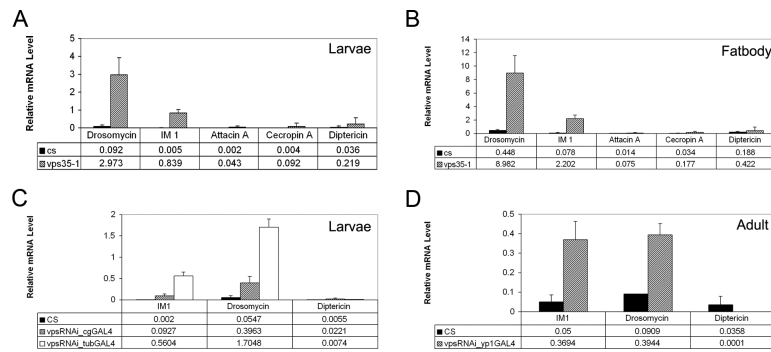 A
Larvae
Relative mRNA Level
5
4
3
2
1
0
Drosomycin IM 1 Attacin A Cecropin A Diptericin
cs 0.092 0.005 0.002 0.004 0.036
vps35-1 2.973 0.839 0.043 0.092 0.219
B
Fatbody
Relative mRNA Level
14
12
10
8
6
4
2
0
Drosomycin IM 1 Attacin A Cecropin A Diptericin
cs 0.448 0.078 0.014 0.034 0.188
vps35-1 8.982 2.202 0.075 0.177 0.422
C
Larvae
Relative mRNA Level
2
1.5
1
0.5
0
IM1 Drosomycin Diptericin
CS 0.002 0.0547 0.0055
vpsRNAi_cgGAL4 0.0927 0.3963 0.0221
vpsRNAi_tubGAL4 0.5604 1.7048 0.0074
D
Adult
Relative mRNA Level
0.5
0.4
0.3
0.2
0.1
0
IM1 Drosomycin Diptericin
CS 0.05 0.0909 0.0358
vpsRNAi_yp1GAL4 0.3694 0.3944 0.0001